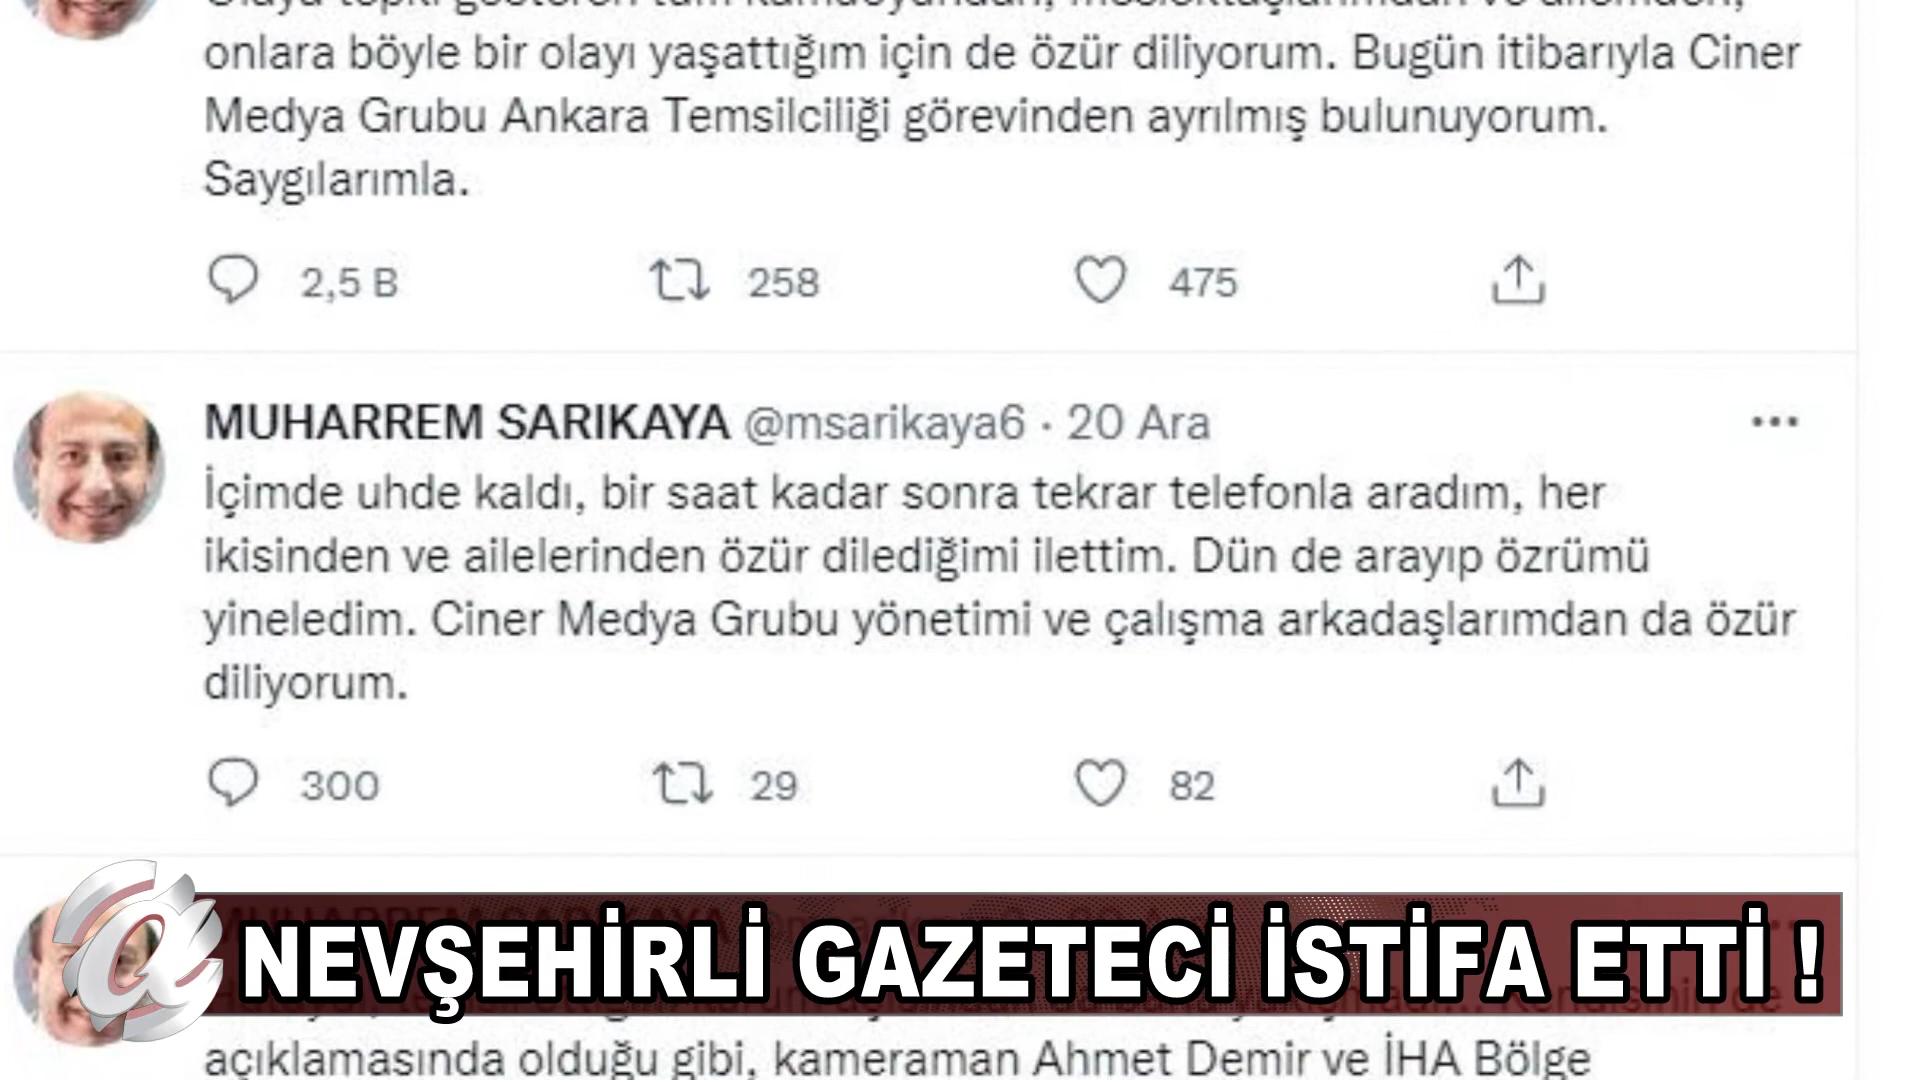 onlara böyle bir olayı yaşattığım için de özür diliyorum. Bugün itibarıyla Ciner
Medya Grubu Ankara Temsilciliği görevinden ayrılmış bulunuyorum.
Saygılarımla.
2,5 B 258 475
MUHARREM SARIKAYA @msarikaya6 · 20 Ara
İçimde uhde kaldı, bir saat kadar sonra tekrar telefonla aradım, her
ikisinden ve ailelerinden özür dilediğimi ilettim. Dün de arayıp özrümü
yineledim. Ciner Medya Grubu yönetimi ve çalışma arkadaşlarımdan da özür
diliyorum.
300 29 82
NEVŞEHİRLİ GAZETECİ İSTİFA ETTİ !
açıklamasında olduğu gibi, kameraman Ahmet Demir ve İHA Bölge